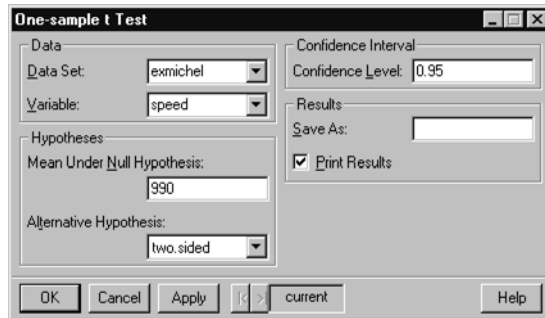 One-sample t Test
Data
Data Set: exmichel
Variable: speed
Hypotheses
Mean Under Null Hypothesis:
990
Alternative Hypothesis:
two.sided
Confidence Interval
Confidence Level: 0.95
Results
Save As:
Print Results
OK Cancel Apply current Help